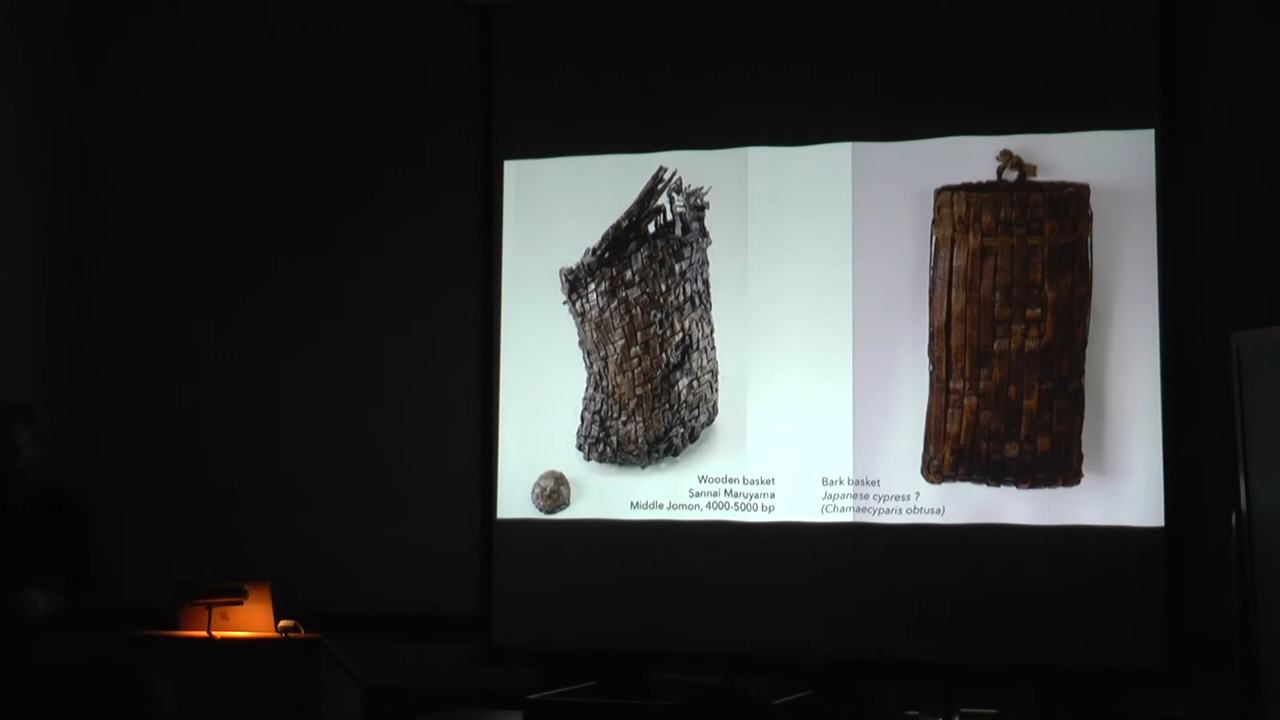 Wooden basket
Sannai Maruyama
Middle Jomon, 4000-5000 bp
Bark basket
Japanese cypress ?
(Chamaecyparis obtusa)